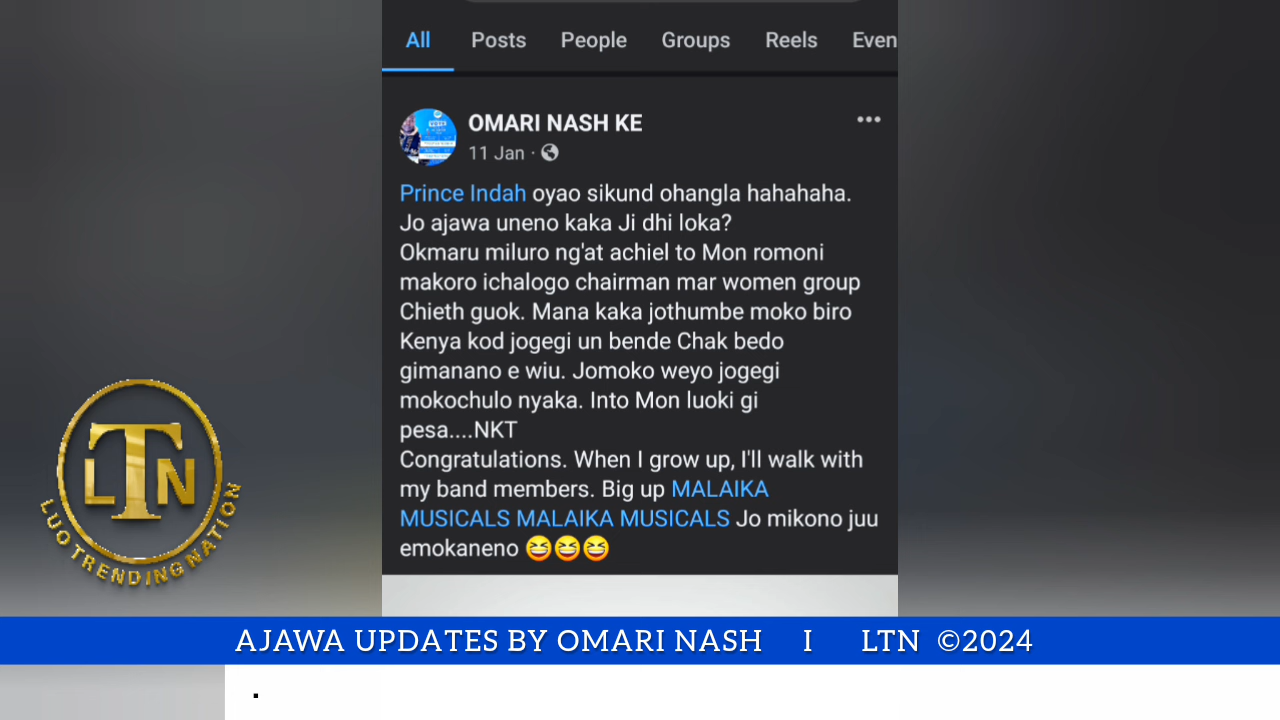 All Posts People Groups Reels Even
OMARI NASH KE
11 Jan ·
Prince Indah oyao sikund ohangla hahahaha.
Jo ajawa uneno kaka Ji dhi loka?
Okmaru miluro ng'at achiel to Mon romoni
makoro ichalogo chairman mar women group
Chieth guok. Mana kaka jothumbe moko biro
Kenya kod jogegi un bende Chak bedo
gimanano e wiu. Jomoko weyo jogegi
mokochulo nyaka. Into Mon luoki gi
pesa....NKT
Congratulations. When I grow up, I'll walk with
my band members. Big up MALAIKA
MUSICALS MALAIKA MUSICALS Jo mikono juu
emokaneno 😆😆😆
LTN
LUO TRENDING NATION
AJAWA UPDATES BY OMARI NASH I LTN ©2024
.